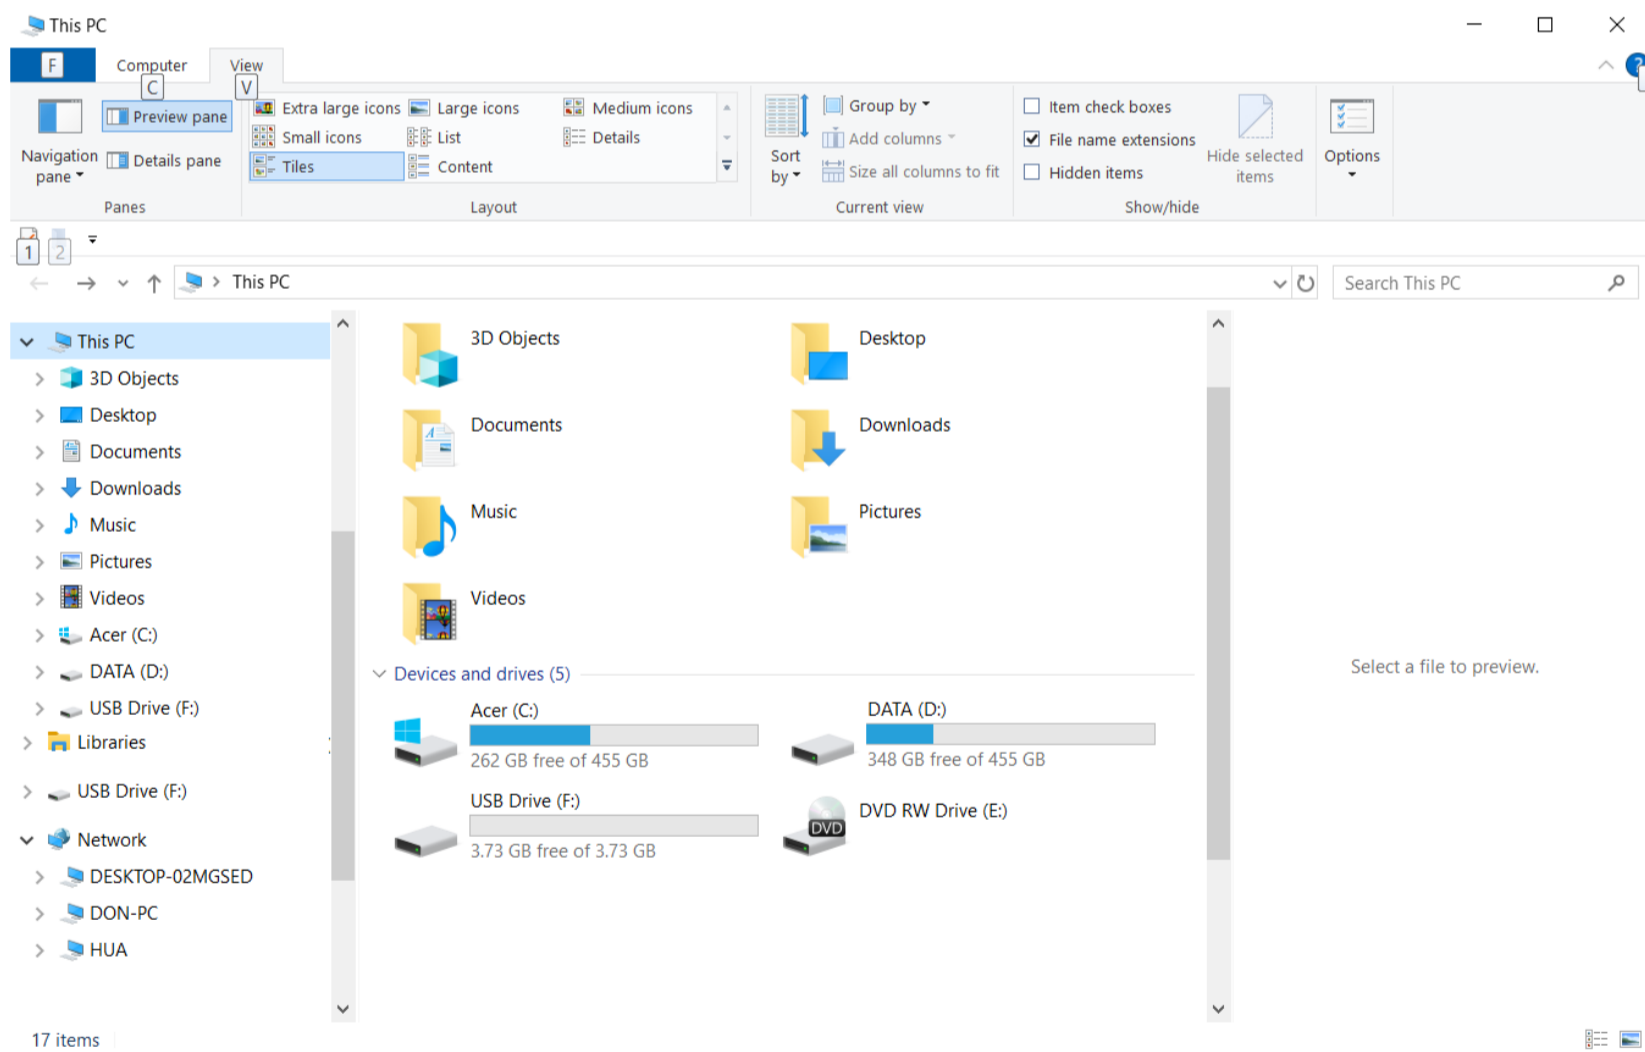 This PC
F
Computer
View
C
V
?
Navigation pane
Preview pane
Details pane
Panes
Extra large icons
Large icons
Medium icons
Small icons
List
Details
Tiles
Content
Layout
Sort by
Group by
Add columns
Size all columns to fit
Current view
Item check boxes
File name extensions
Hidden items
Hide selected items
Show/hide
Options
1
2
This PC
Search This PC
This PC
3D Objects
Desktop
Documents
Downloads
Music
Pictures
Videos
Acer (C:)
DATA (D:)
USB Drive (F:)
Libraries
USB Drive (F:)
Network
DESKTOP-02MGSED
DON-PC
HUA
3D Objects
Desktop
Documents
Downloads
Music
Pictures
Videos
Devices and drives (5)
Acer (C:)
262 GB free of 455 GB
DATA (D:)
348 GB free of 455 GB
USB Drive (F:)
3.73 GB free of 3.73 GB
DVD
DVD RW Drive (E:)
Select a file to preview.
17 items